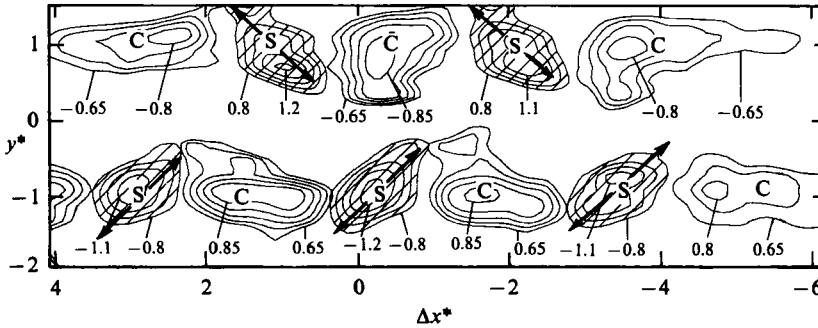 1 C S C̄ S C
−0.65 −0.8 0.8 1.2 −0.65 −0.85 0.8 1.1 −0.8 −0.65
0
y*
−1 S C S C S C
−1.1 −0.8 0.85 0.65 −1.2 −0.8 0.85 0.65 −1.1 −0.8 0.8 0.65
−2
4 2 0 −2 −4 −6
Δx*